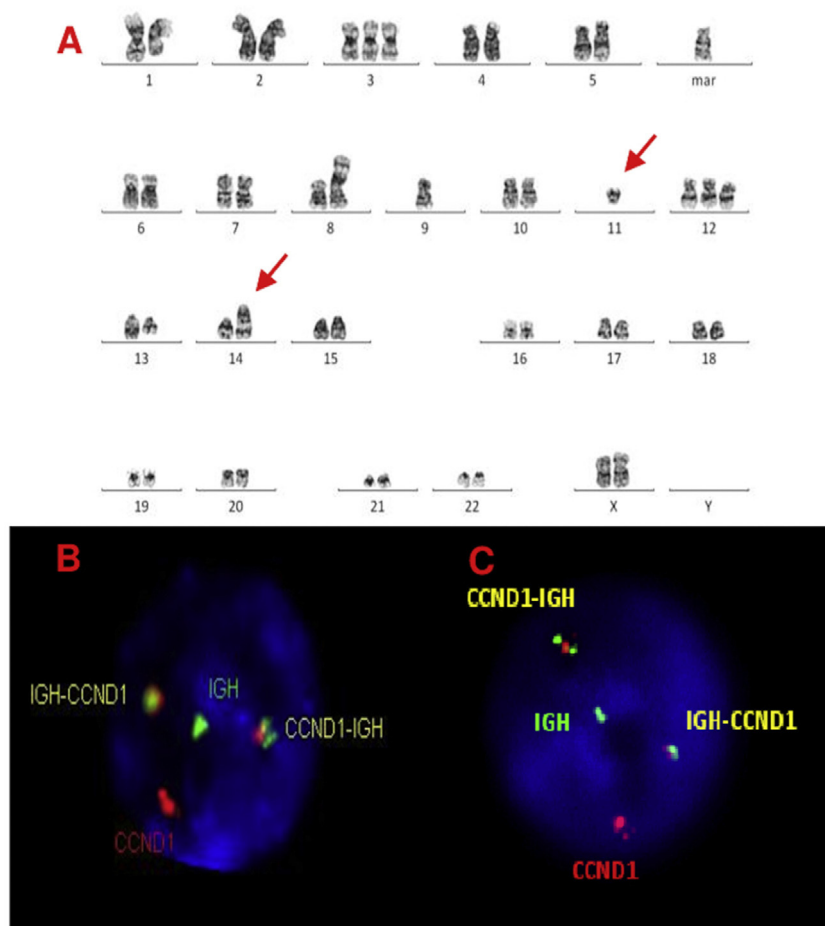 A
1 2 3 4 5 mar
6 7 8 9 10 11 12
13 14 15 16 17 18
19 20 21 22 X Y
B C
CCND1-IGH
IGH-CCND1 IGH
CCND1-IGH
IGH IGH-CCND1
CCND1
CCND1